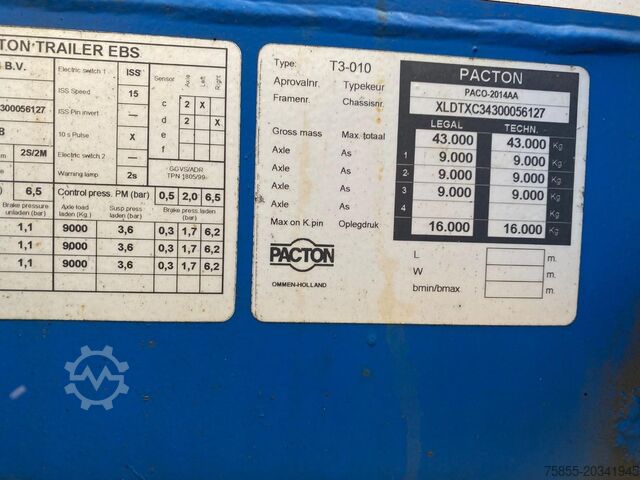 CTON TRAILER EBS.
B.V.
Electric switch 1 ISS
Sensor Axle Left Right
ISS Speed 15
c 2 X
300056127
ISS Pin invert —
d 2 X
8
10 s Pulse X
e
2S/2M
Electric switch 2 —
f
Warning lamp 2s
GGVS/ADR
TPN 1805/99
6,5 Control press. PM (bar) 0,5 2,0 6,5
Brake pressure unladen (bar) Axle load laden (Kg.) Susp.press laden (bar) Brake press.laden (bar)
1,1 9000 3,6 0,3 1,7 6,2
1,1 9000 3,6 0,3 1,7 6,2
1,1 9000 3,6 0,3 1,7 6,2
Type: T3-010
Aprovalnr. Typekeur
Framenr. Chassisnr.
Gross mass Max. totaal
Axle As
Axle As
Axle As
Axle As
Max on K.pin Oplegdruk
PACTON
OMMEN-HOLLAND
PACTON
PACO-2014AA
XLDTXC34300056127
LEGAL TECHN.
43.000 43.000 Kg
1 9.000 9.000 Kg
2 9.000 9.000 Kg
3 9.000 9.000 Kg
4 Kg
16.000 16.000 Kg
L m.
W m.
bmin/bmax m.
75855-20341945